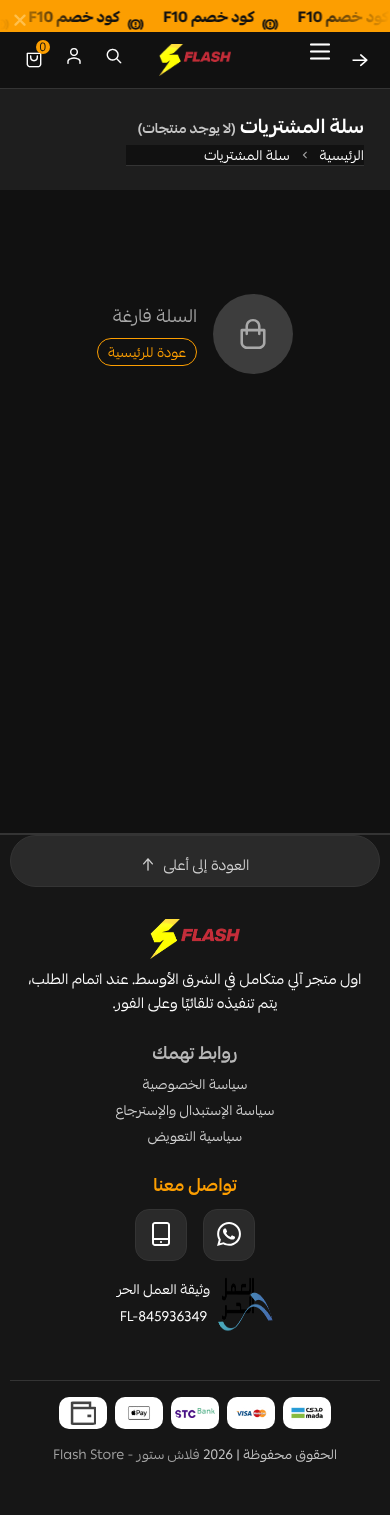 كود خصم F10 كود خصم F10 كود خصم F10
FLASH
0
سلة المشتريات (لا يوجد منتجات)
الرئيسية > سلة المشتريات
السلة فارغة
عودة للرئيسية
العودة إلى أعلى
FLASH
اول متجر آلي متكامل في الشرق الأوسط. عند اتمام الطلب،
يتم تنفيذه تلقائيًا وعلى الفور.
روابط تهمك
سياسة الخصوصية
سياسة الإستبدال والإسترجاع
سياسية التعويض
تواصل معنا
العمل
الحر
وثيقة العمل الحر
FL-845936349
مدى mada
VISA
STC Bank
Pay
الحقوق محفوظة | 2026 فلاش ستور - Flash Store